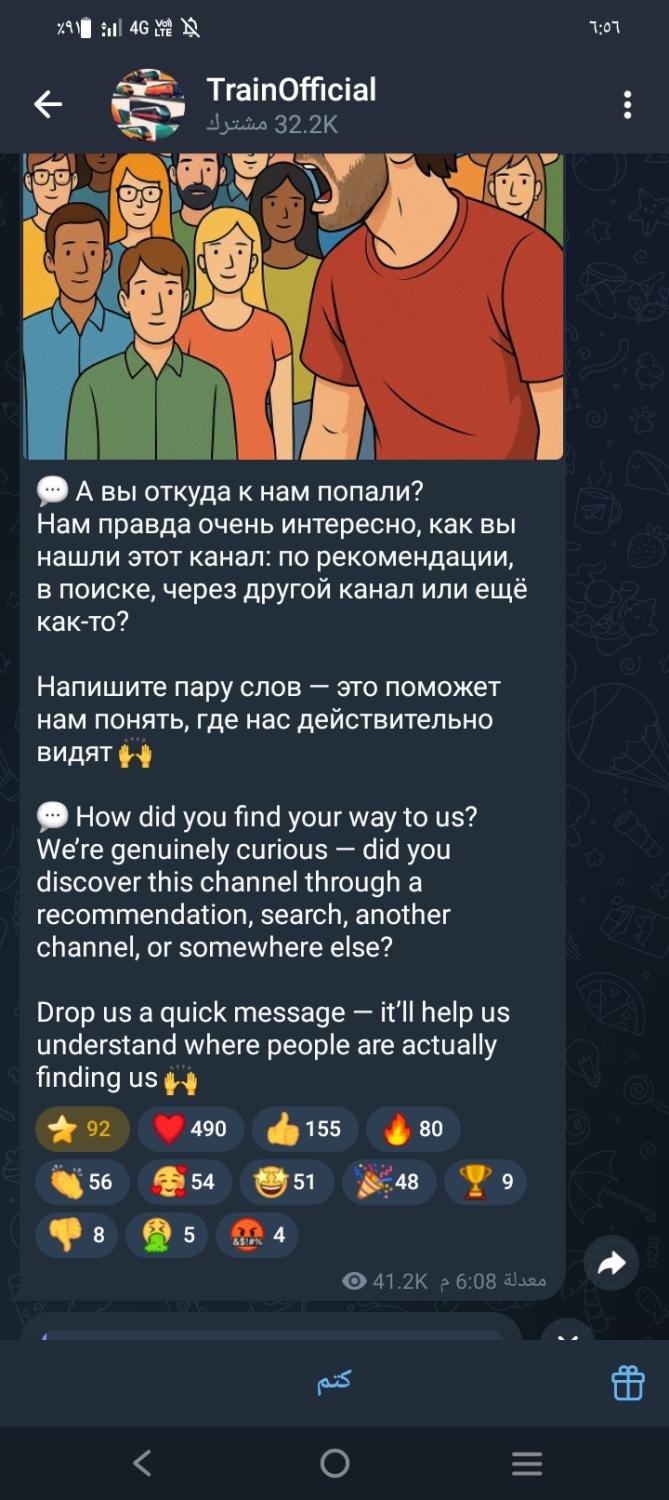 ٪٩١ 4G Vo) LTE ٦:٥٦
TrainOfficial
32.2K مشترك
💬 А вы откуда к нам попали?
Нам правда очень интересно, как вы
нашли этот канал: по рекомендации,
в поиске, через другой канал или ещё
как-то?
Напишите пару слов — это поможет
нам понять, где нас действительно
видят 🙌
💬 How did you find your way to us?
We’re genuinely curious — did you
discover this channel through a
recommendation, search, another
channel, or somewhere else?
Drop us a quick message — it’ll help us
understand where people are actually
finding us 🙌
⭐ 92 ❤️ 490 👍 155 🔥 80
👏 56 🥰 54 🤩 51 🎉 48 🏆 9
👎 8 🤮 5 🤬 4
41.2K معدلة 6:08 م
كتم